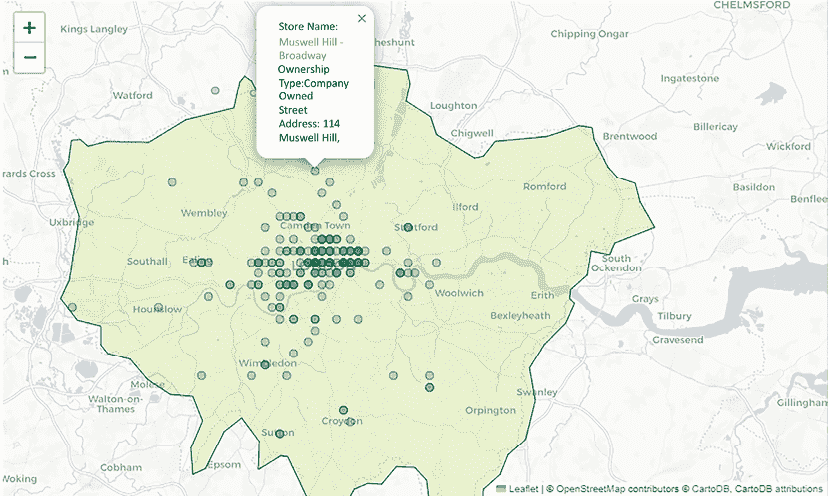 CHELMSFORD
+
−
Kings Langley
Store Name:
Muswell Hill -
Broadway
Ownership
Type:Company
Owned
Street
Address: 114
Muswell Hill,
×
heshunt
Chipping Ongar
Ingatestone
Watford
Loughton
Chigwell
Billericay
Brentwood
Wickford
rards Cross
Romford
Basildon
Benflee
Ilford
Wembley
Uxbridge
Camden Town
Stratford
Southall
Ealing
South
Ockendon
Woolwich
Erith
Grays
Hounslow
Bexleyheath
Tilbury
Gravesend
Wimbledon
Molese
Walton-on-
Thames
Swanley
Gillingham
Orpington
Croydon
Sutton
Epsom
Cobham
Woking
Leaflet | © OpenStreetMap contributors © CartoDB, CartoDB attributions